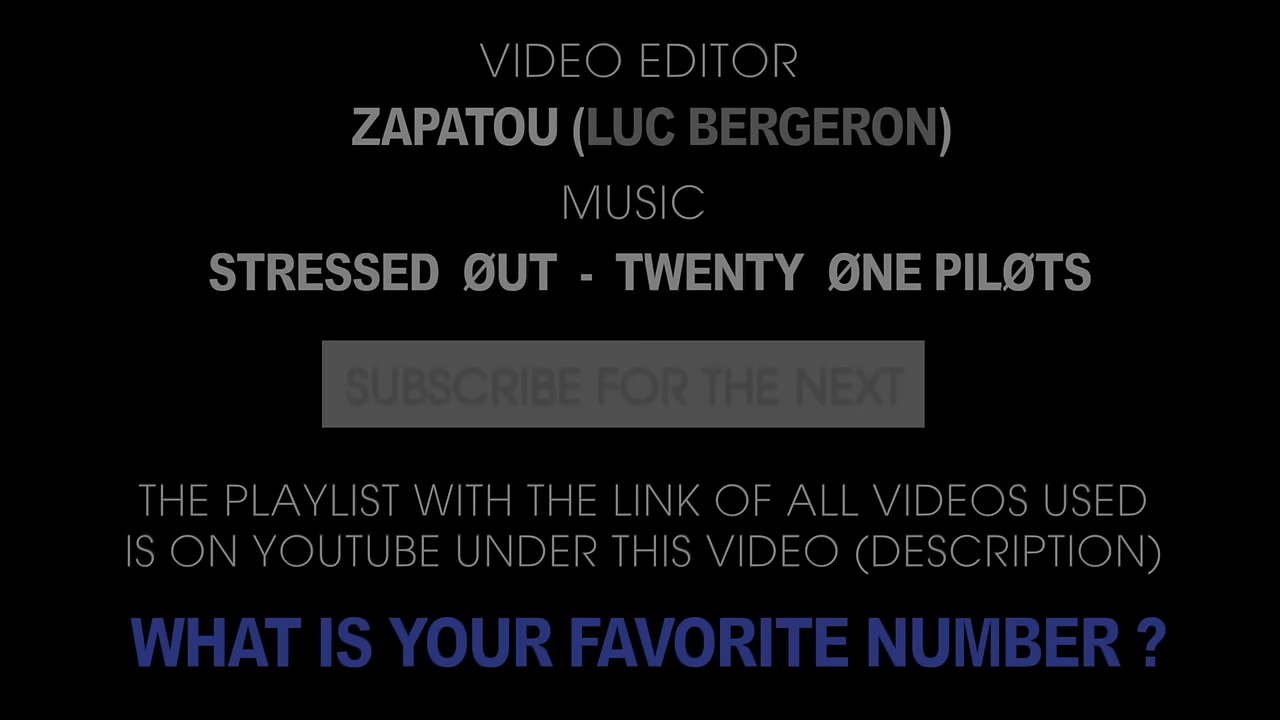 VIDEO EDITOR
ZAPATOU (LUC BERGERON)
MUSIC
STRESSED ØUT - TWENTY ØNE PILØTS
SUBSCRIBE FOR THE NEXT
THE PLAYLIST WITH THE LINK OF ALL VIDEOS USED
IS ON YOUTUBE UNDER THIS VIDEO (DESCRIPTION)
WHAT IS YOUR FAVORITE NUMBER ?